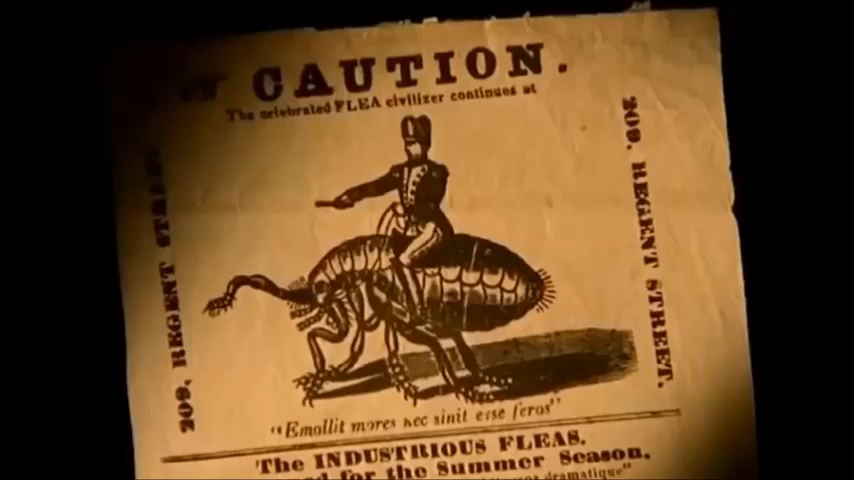 CAUTION.
The celebrated FLEA civilizer continues at
209, REGENT STREET.
209, REGENT STREET.
"Emollit mores nec sinit esse feros"
The INDUSTRIOUS FLEAS.
for the Summer Season.
dramatique"